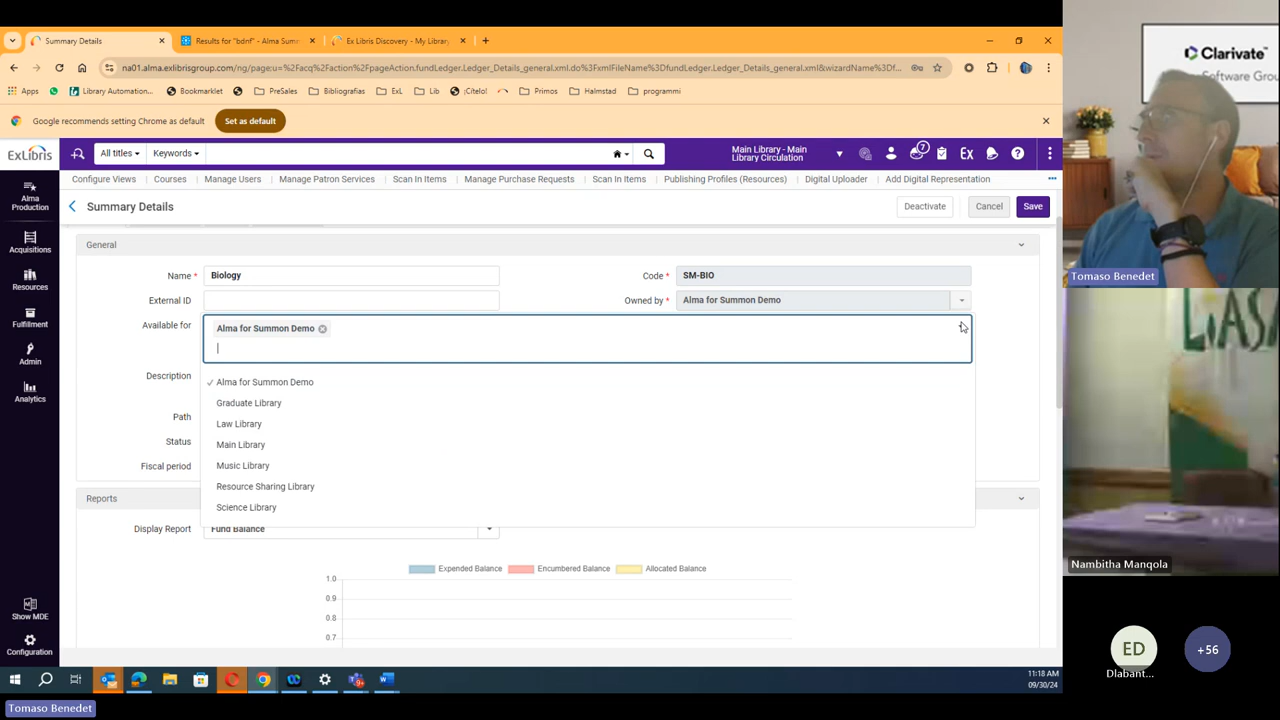 Summary Details
Results for "bdnf" - Alma Sum
Ex Libris Discovery - My Library
na01.alma.exlibrisgroup.com/ng/page;u=%2Facq%2Faction%2FpageAction.fundLedger.Ledger_Details_general.xml.do%3FxmlFileName%3DfundLedger.Ledger_Details_general.xml&wizardName%3Df...
Apps
Library Automation...
Bookmarklet
PreSales
Bibliografias
ExL
Lib
¡Cítelo!
Primos
Halmstad
programmi
Google recommends setting Chrome as default
Set as default
ExLibris
All titles
Keywords
Main Library - Main
Library Circulation
7
Ex
Configure Views
Courses
Manage Users
Manage Patron Services
Scan In Items
Manage Purchase Requests
Scan In Items
Publishing Profiles (Resources)
Digital Uploader
Add Digital Representation
Alma
Production
Acquisitions
Resources
Fulfillment
Admin
Analytics
Show MDE
Configuration
Summary Details
Deactivate
Cancel
Save
General
Name *
Biology
Code *
SM-BIO
External ID
Owned by *
Alma for Summon Demo
Available for
Alma for Summon Demo
Description
Alma for Summon Demo
Graduate Library
Path
Law Library
Status
Main Library
Fiscal period
Music Library
Resource Sharing Library
Reports
Science Library
Display Report
Fund Balance
Expended Balance
Encumbered Balance
Allocated Balance
1.0
0.9
0.8
0.7
11:18 AM
09/30/24
Tomaso Benedet
Clarivate™
Software Grou
Tomaso Benedet
Nambitha Manqola
ED
Dlabant...
+56